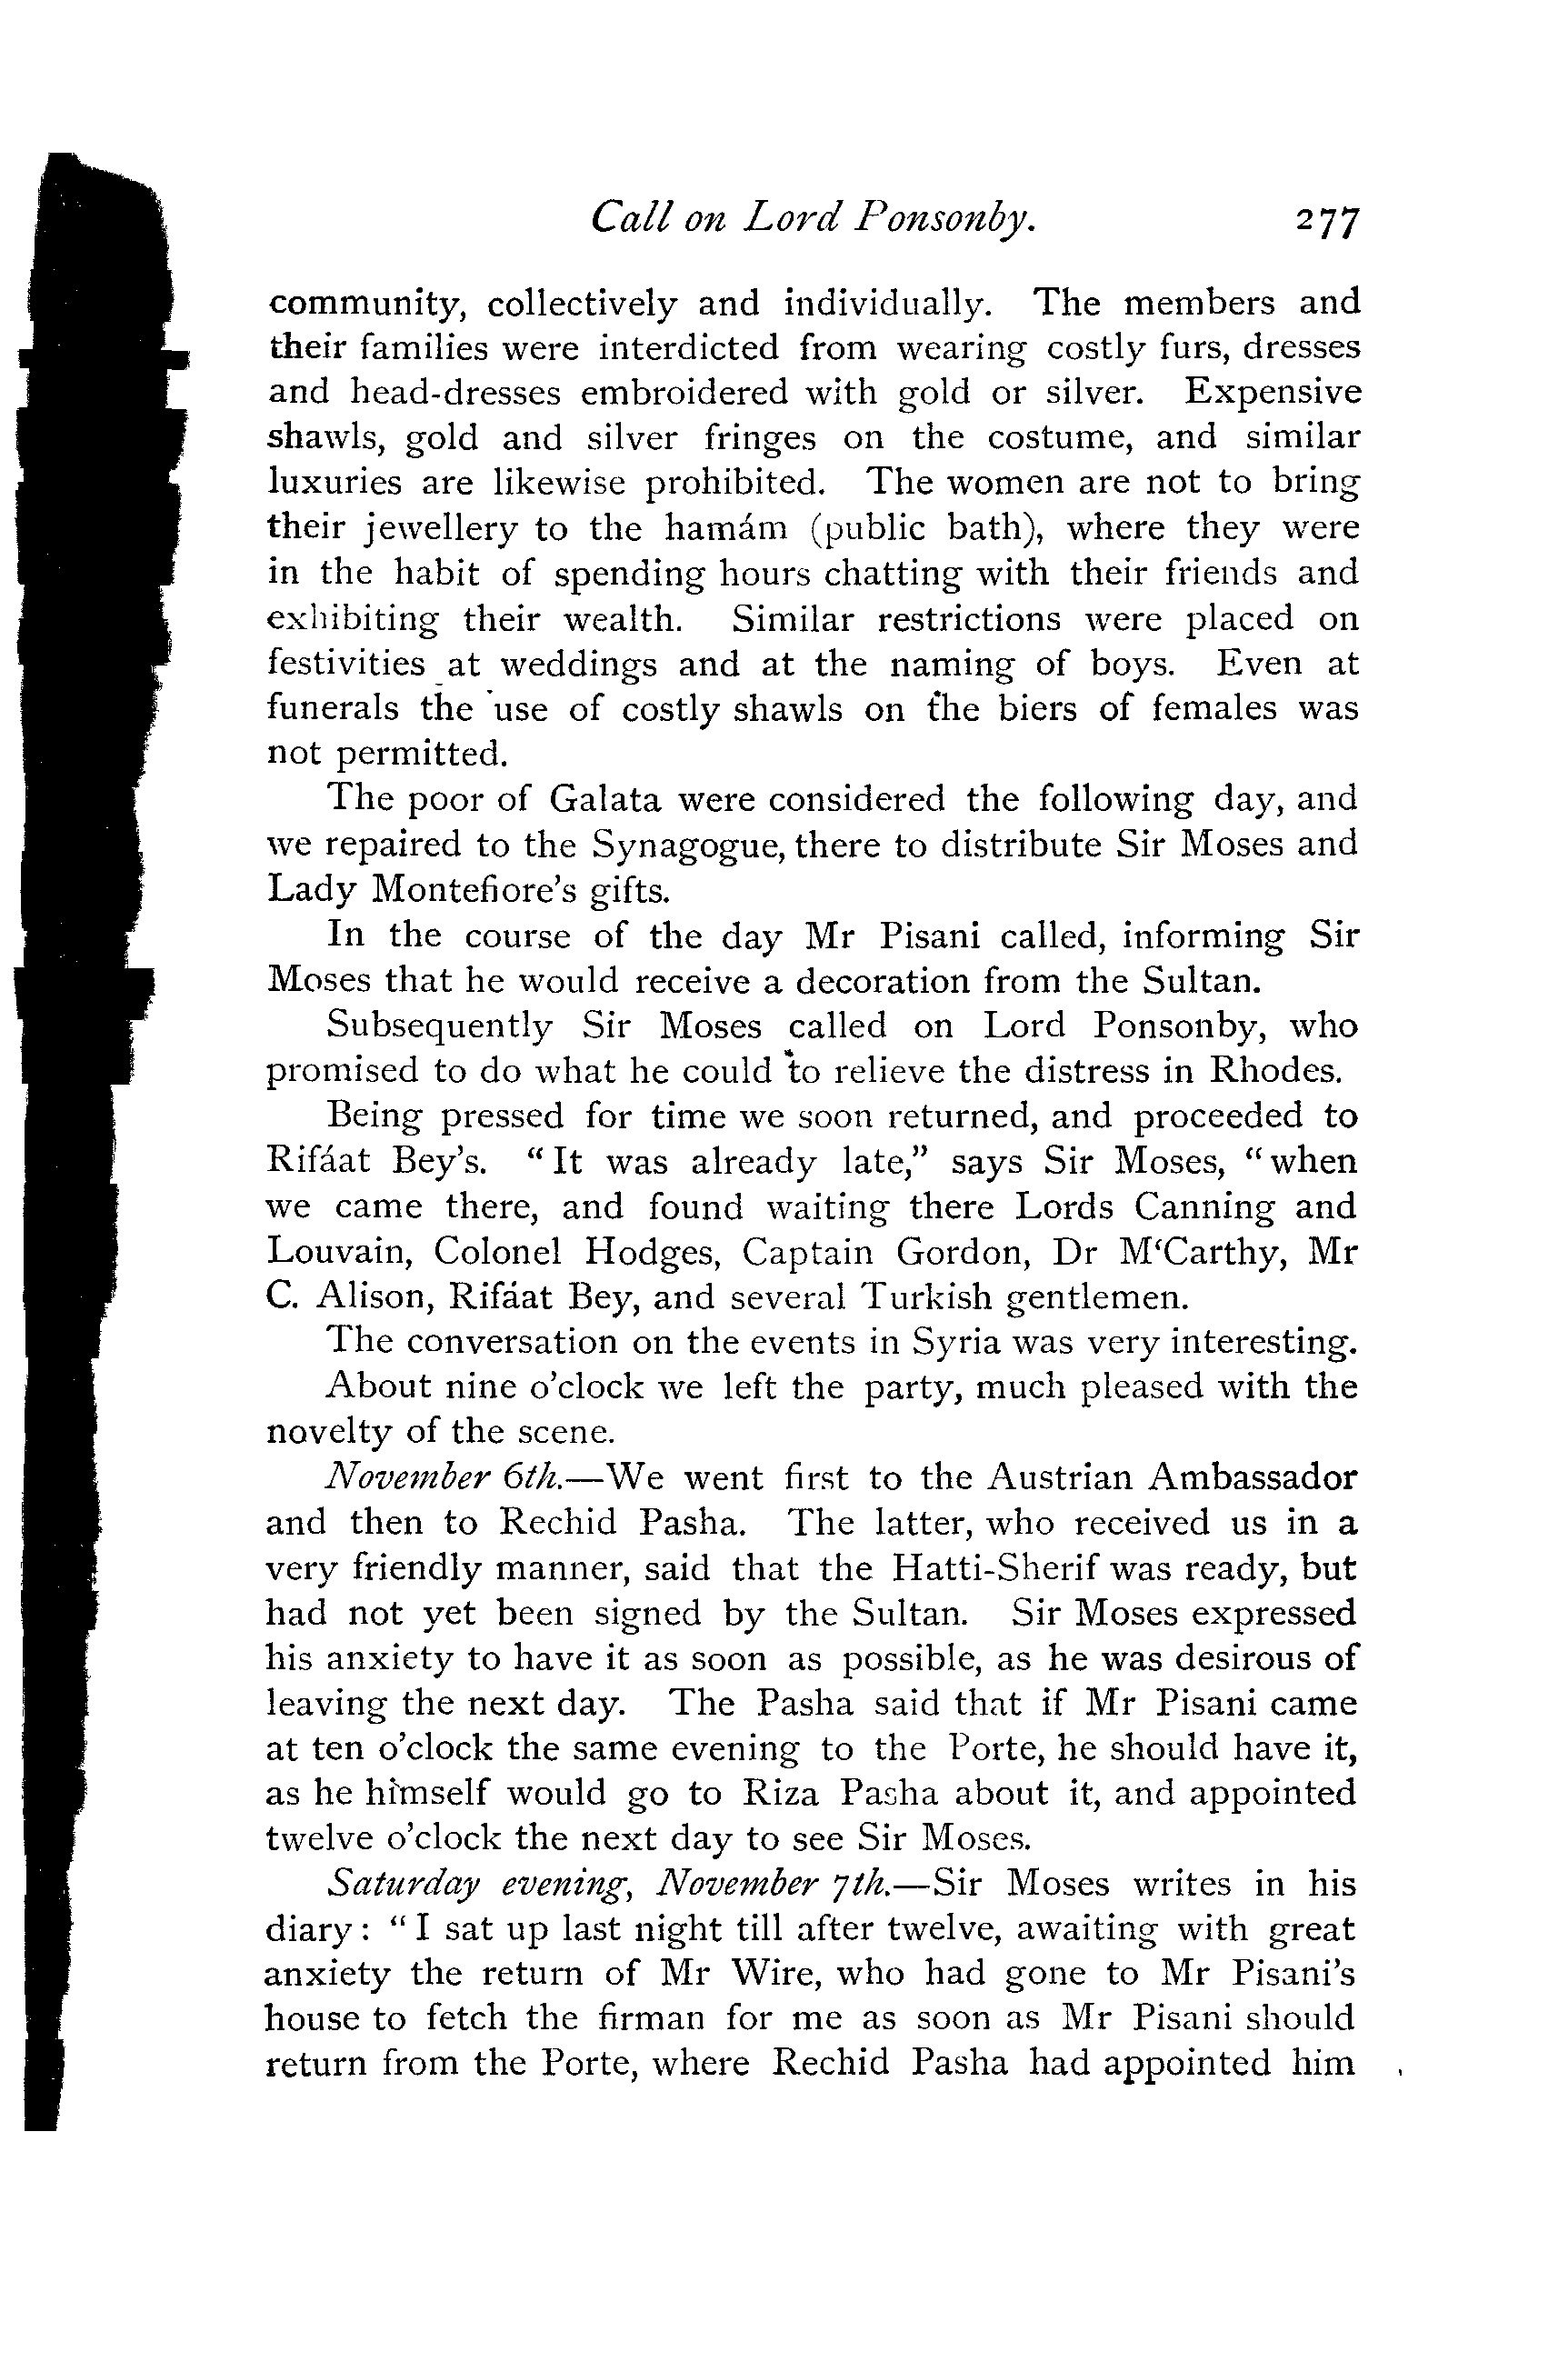 Call on Lord Ponsonby. 277
community, collectively and individually. The members and
their families were interdicted from wearing costly furs, dresses
and head-dresses embroidered with gold or silver. Expensive
shawls, gold and silver fringes on the costume, and similar
luxuries are likewise prohibited. The women are not to bring
their jewellery to the hamám (public bath), where they were
in the habit of spending hours chatting with their friends and
exhibiting their wealth. Similar restrictions were placed on
festivities at weddings and at the naming of boys. Even at
funerals the use of costly shawls on the biers of females was
not permitted.
The poor of Galata were considered the following day, and
we repaired to the Synagogue, there to distribute Sir Moses and
Lady Montefiore's gifts.
In the course of the day Mr Pisani called, informing Sir
Moses that he would receive a decoration from the Sultan.
Subsequently Sir Moses called on Lord Ponsonby, who
promised to do what he could to relieve the distress in Rhodes.
Being pressed for time we soon returned, and proceeded to
Rifáat Bey's. “It was already late,” says Sir Moses, “when
we came there, and found waiting there Lords Canning and
Louvain, Colonel Hodges, Captain Gordon, Dr M‘Carthy, Mr
C. Alison, Rifáat Bey, and several Turkish gentlemen.
The conversation on the events in Syria was very interesting.
About nine o'clock we left the party, much pleased with the
novelty of the scene.
November 6th.—We went first to the Austrian Ambassador
and then to Rechid Pasha. The latter, who received us in a
very friendly manner, said that the Hatti-Sherif was ready, but
had not yet been signed by the Sultan. Sir Moses expressed
his anxiety to have it as soon as possible, as he was desirous of
leaving the next day. The Pasha said that if Mr Pisani came
at ten o'clock the same evening to the Porte, he should have it,
as he himself would go to Riza Pasha about it, and appointed
twelve o'clock the next day to see Sir Moses.
Saturday evening, November 7th.—Sir Moses writes in his
diary: “I sat up last night till after twelve, awaiting with great
anxiety the return of Mr Wire, who had gone to Mr Pisani's
house to fetch the firman for me as soon as Mr Pisani should
return from the Porte, where Rechid Pasha had appointed him